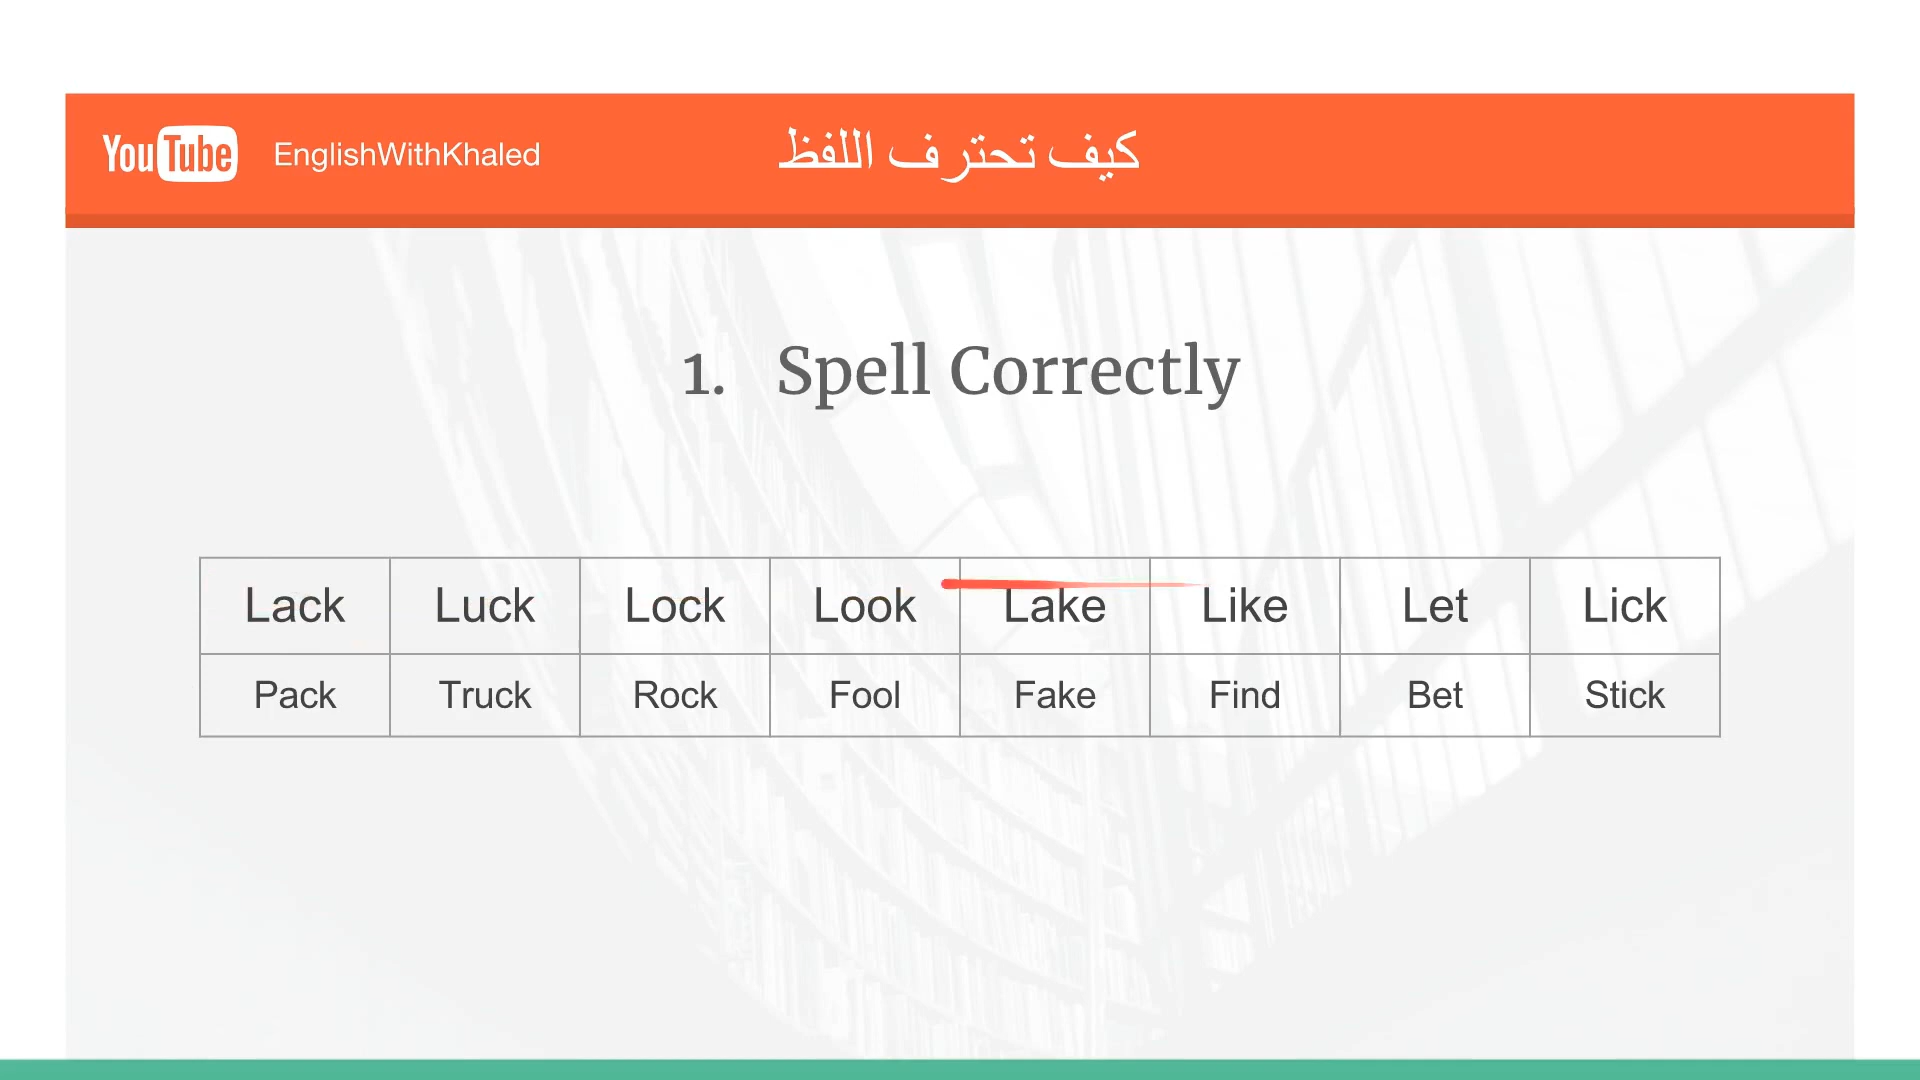 YouTube EnglishWithKhaled كيف تحترف اللفظ
1. Spell Correctly
Lack Luck Lock Look Lake Like Let Lick
Pack Truck Rock Fool Fake Find Bet Stick